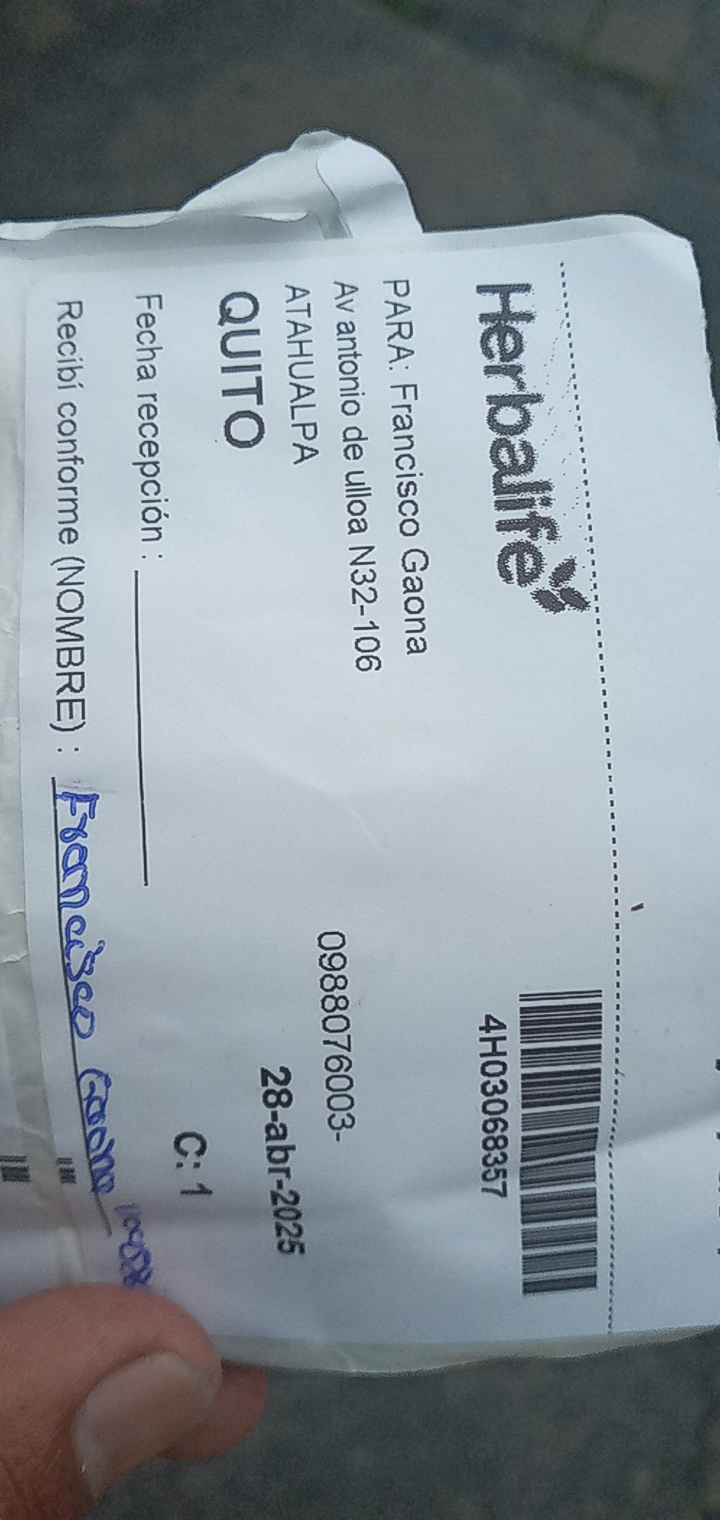 Herbalife
4H03068357
PARA: Francisco Gaona
Av antonio de ulloa N32-106
0988076003-
ATAHUALPA
28-abr-2025
QUITO
C: 1
Fecha recepción :
Recibí conforme (NOMBRE) : Francisco Gaona